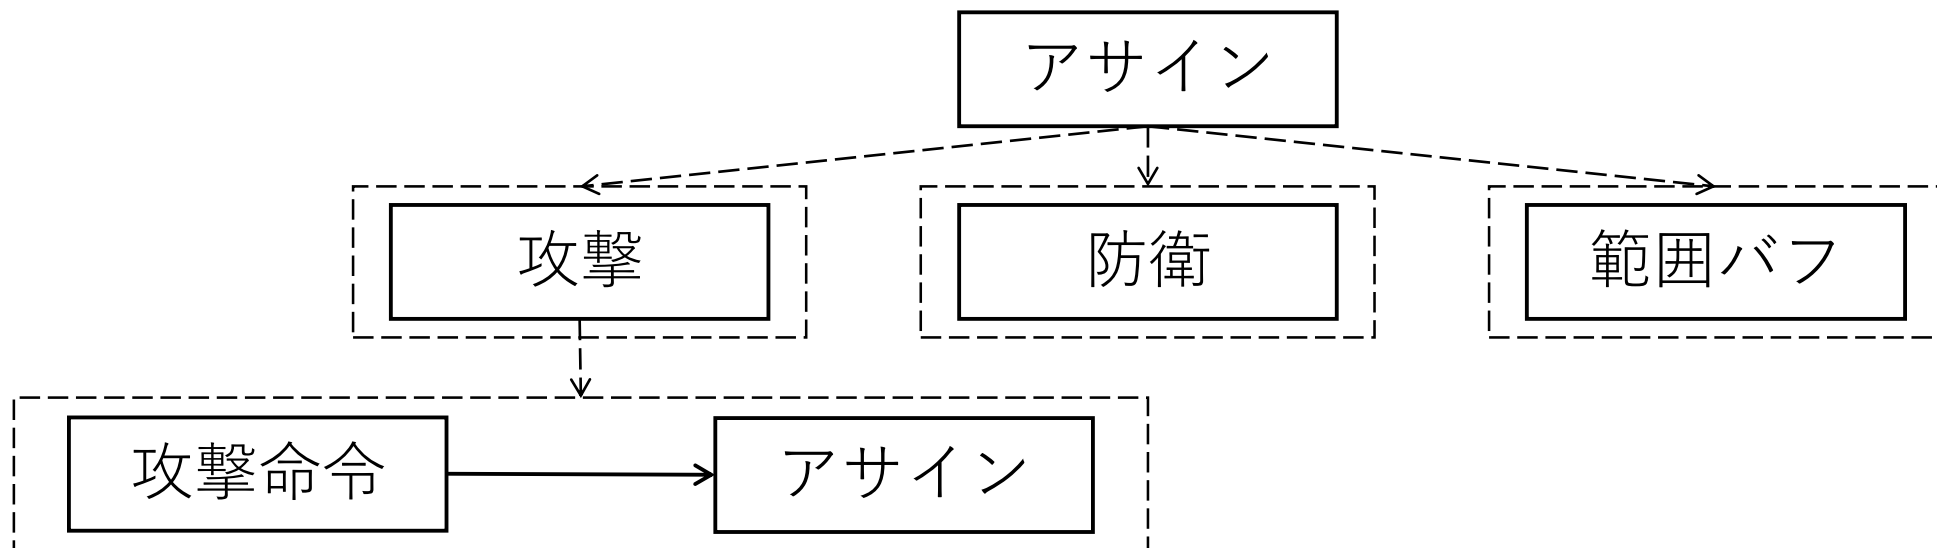 アサイン
攻撃
防衛
範囲バフ
攻撃命令
アサイン